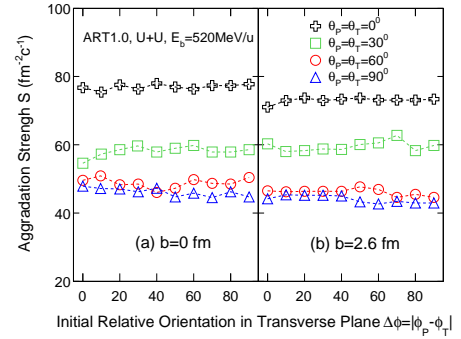 100
80
60
40
20
Aggradation Strengh S (fm⁻²c⁻¹)
ART1.0, U+U, E_b=520MeV/u
θ_P=θ_T=0⁰
θ_P=θ_T=30⁰
θ_P=θ_T=60⁰
θ_P=θ_T=90⁰
(a) b=0 fm
(b) b=2.6 fm
0 20 40 60 80 0 20 40 60 80
Initial Relative Orientation in Transverse Plane Δϕ=|ϕ_P-ϕ_T|